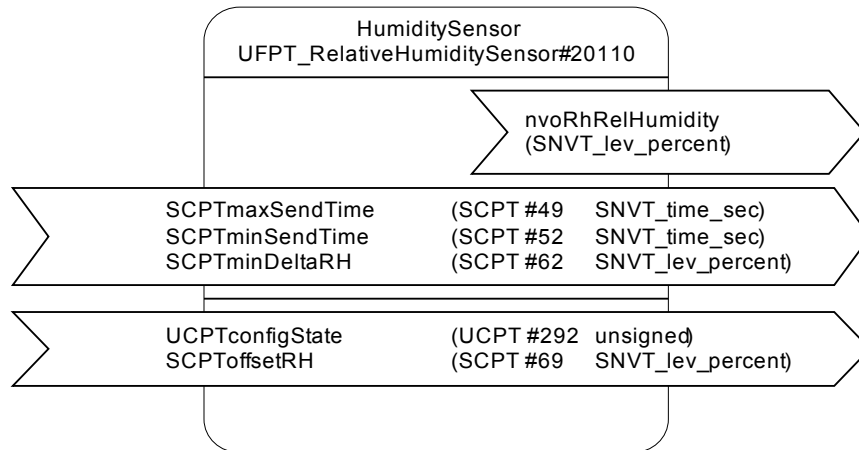 HumiditySensor
UFPT_RelativeHumiditySensor#20110
nvoRhRelHumidity
(SNVT_lev_percent)
SCPTmaxSendTime (SCPT #49 SNVT_time_sec)
SCPTminSendTime (SCPT #52 SNVT_time_sec)
SCPTminDeltaRH (SCPT #62 SNVT_lev_percent)
UCPTconfigState (UCPT #292 unsigned)
SCPToffsetRH (SCPT #69 SNVT_lev_percent)